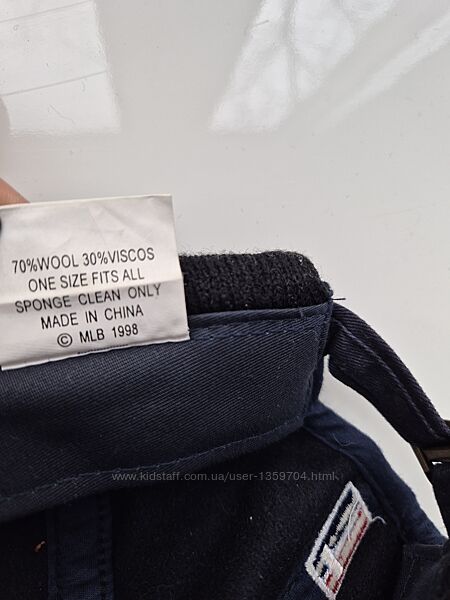 70%WOOL 30%VISCOS
ONE SIZE FITS ALL
SPONGE CLEAN ONLY
MADE IN CHINA
© MLB 1998
www.kidstaff.com.ua/user-1359704.html